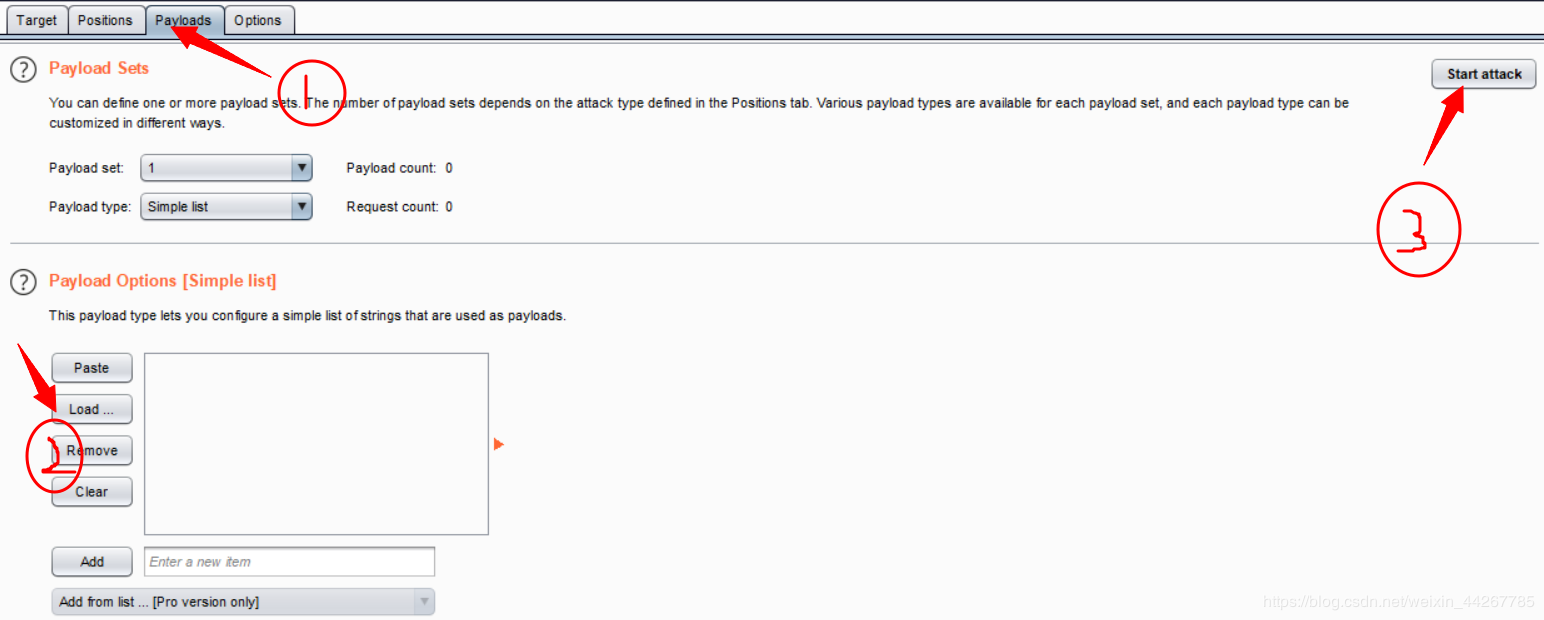 Target Positions Payloads Options
Payload Sets
Start attack
1
You can define one or more payload sets. The number of payload sets depends on the attack type defined in the Positions tab. Various payload types are available for each payload set, and each payload type can be
customized in different ways.
Payload set: 1 Payload count: 0
Payload type: Simple list Request count: 0
3
Payload Options [Simple list]
This payload type lets you configure a simple list of strings that are used as payloads.
Paste
Load ...
2
Remove
Clear
Add Enter a new item
Add from list ... [Pro version only]
https://blog.csdn.net/weixin_44267785